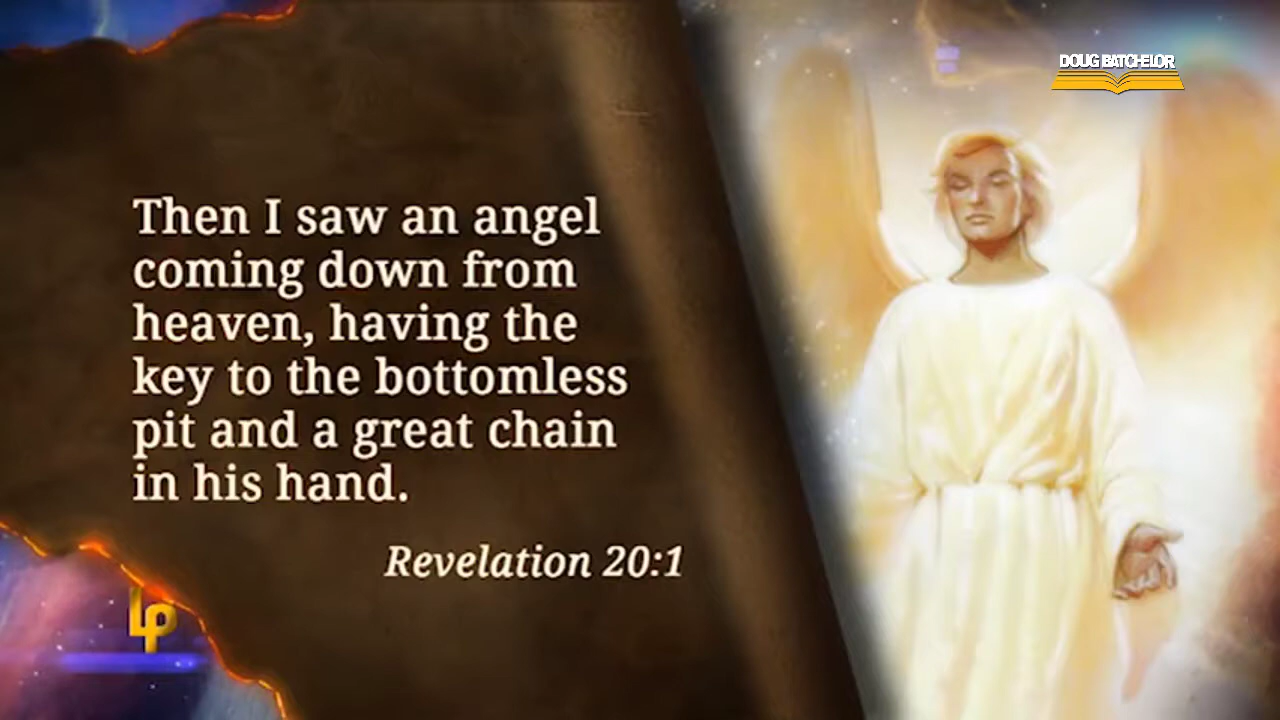 DOUG BATCHELOR
Then I saw an angel
coming down from
heaven, having the
key to the bottomless
pit and a great chain
in his hand.
Revelation 20:1
LP